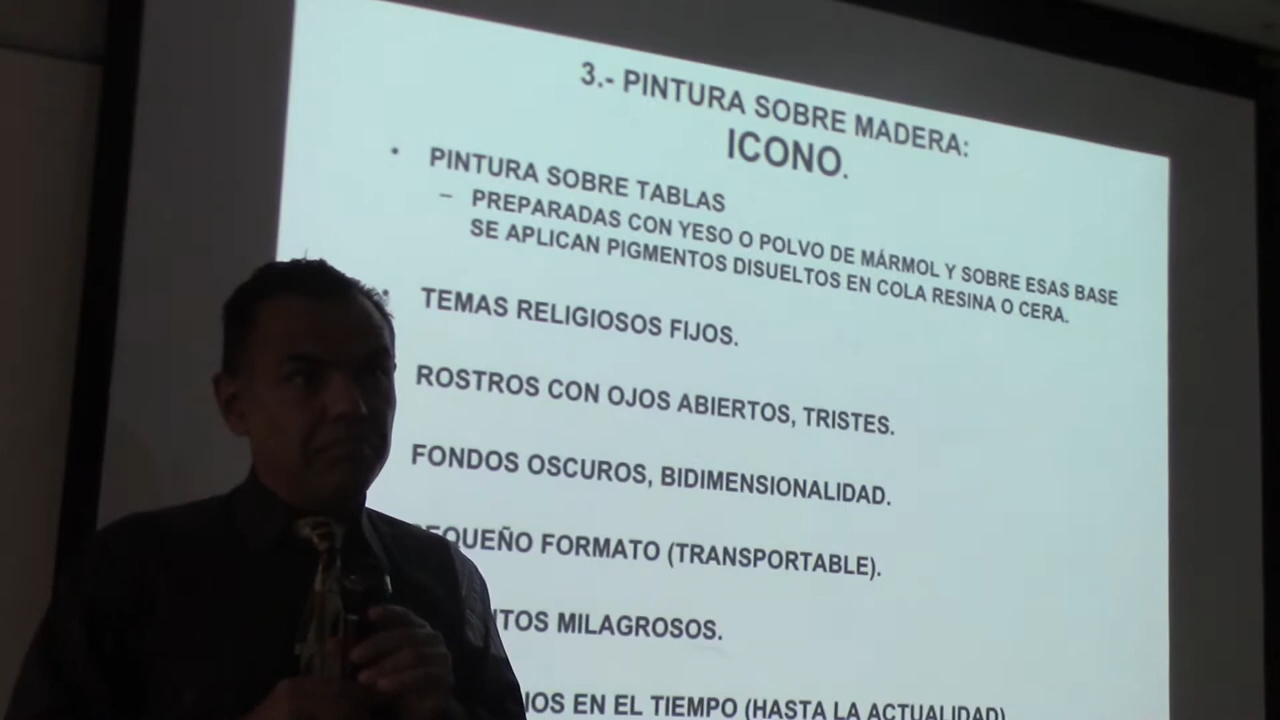 3.- PINTURA SOBRE MADERA:
ICONO.
• PINTURA SOBRE TABLAS
– PREPARADAS CON YESO O POLVO DE MÁRMOL Y SOBRE ESAS BASE
SE APLICAN PIGMENTOS DISUELTOS EN COLA RESINA O CERA.
• TEMAS RELIGIOSOS FIJOS.
ROSTROS CON OJOS ABIERTOS, TRISTES.
FONDOS OSCUROS, BIDIMENSIONALIDAD.
PEQUEÑO FORMATO (TRANSPORTABLE).
MILAGROSOS.
EN EL TIEMPO (HASTA LA ACTUALIDAD)